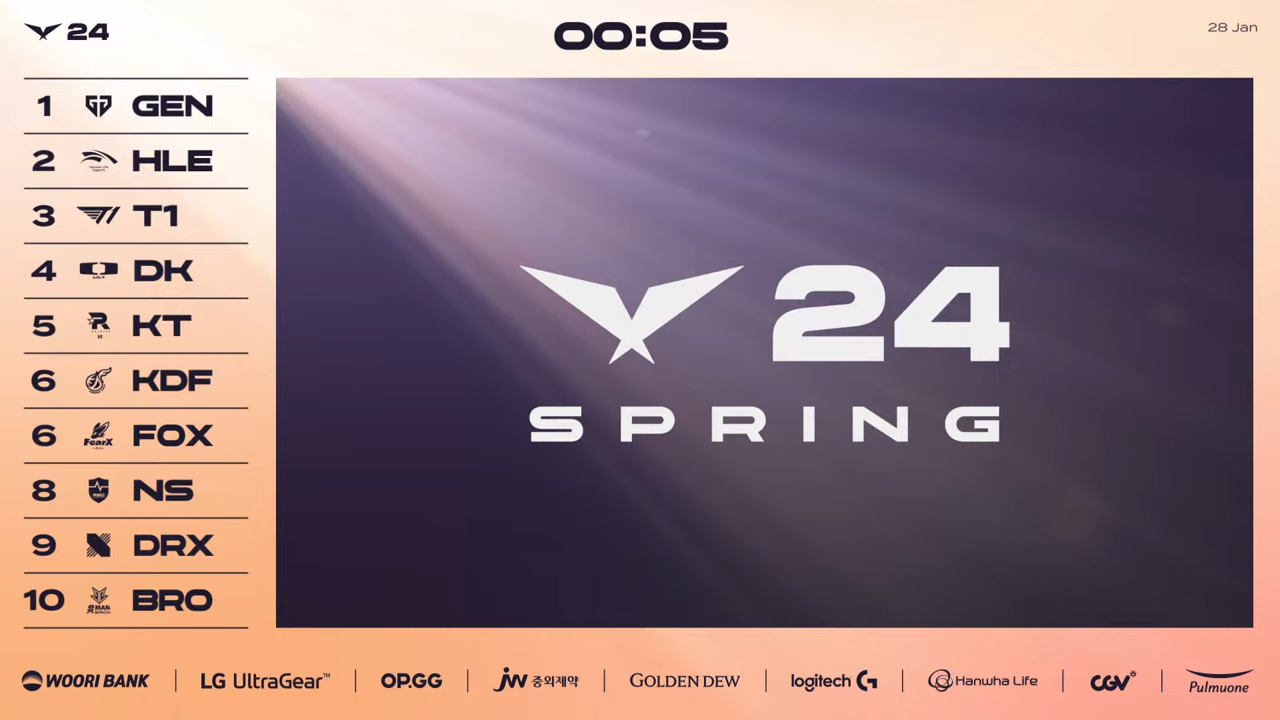 24
00:05
28 Jan
1 GEN
2 HLE
3 T1
4 DK
5 KT
6 KDF
6 FOX
FearX
8 NS
9 DRX
10 BRO
24
SPRING
WOORI BANK
LG UltraGear™
OP.GG
jw 중외제약
GOLDEN DEW
logitech G
Hanwha Life
CGV
Pulmuone